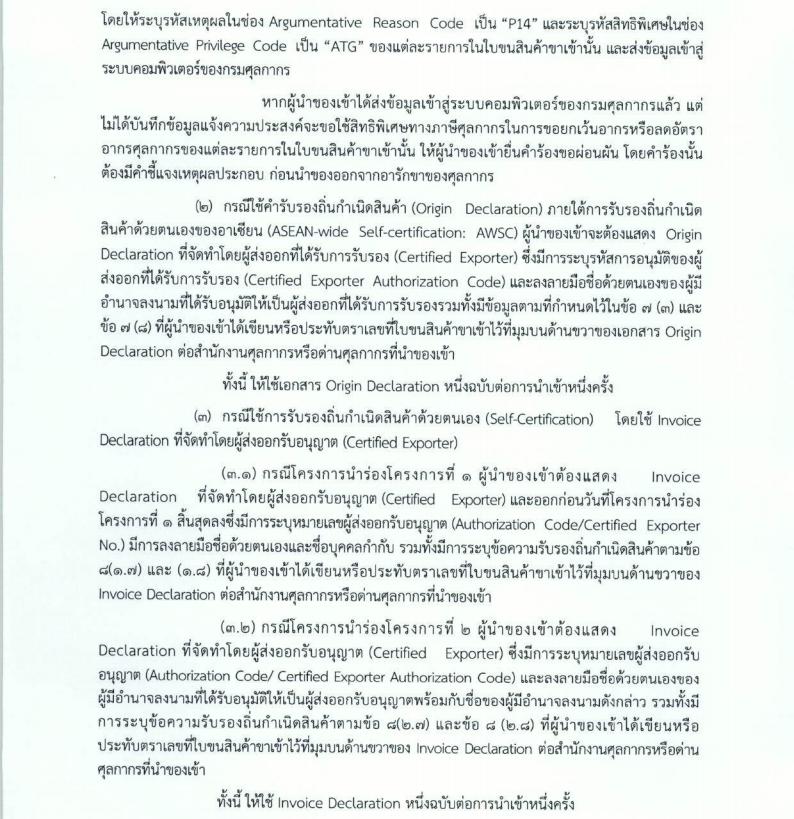 โดยให้ระบุรหัสเหตุผลในช่อง Argumentative Reason Code เป็น "P14" และระบุรหัสสิทธิพิเศษในช่อง
Argumentative Privilege Code เป็น "ATG" ของแต่ละรายการในใบขนสินค้าขาเข้านั้น และส่งข้อมูลเข้าสู่
ระบบคอมพิวเตอร์ของกรมศุลกากร
หากผู้นำของเข้าได้ส่งข้อมูลเข้าสู่ระบบคอมพิวเตอร์ของกรมศุลกากรแล้ว แต่
ไม่ได้บันทึกข้อมูลแจ้งความประสงค์จะขอใช้สิทธิพิเศษทางภาษีศุลกากรในการขอยกเว้นอากรหรือลดอัตรา
อากรศุลกากรของแต่ละรายการในใบขนสินค้าขาเข้านั้น ให้ผู้นำของเข้ายื่นคำร้องขอผ่อนผัน โดยคำร้องนั้น
ต้องมีคำชี้แจงเหตุผลประกอบ ก่อนนำของออกจากอารักขาของศุลกากร
(๒) กรณีใช้คำรับรองถิ่นกำเนิดสินค้า (Origin Declaration) ภายใต้การรับรองถิ่นกำเนิด
สินค้าด้วยตนเองของอาเซียน (ASEAN-wide Self-certification: AWSC) ผู้นำของเข้าจะต้องแสดง Origin
Declaration ที่จัดทำโดยผู้ส่งออกที่ได้รับการรับรอง (Certified Exporter) ซึ่งมีการระบุรหัสการอนุมัติของผู้
ส่งออกที่ได้รับการรับรอง (Certified Exporter Authorization Code) และลงลายมือชื่อด้วยตนเองของผู้มี
อำนาจลงนามที่ได้รับอนุมัติให้เป็นผู้ส่งออกที่ได้รับการรับรองรวมทั้งมีข้อมูลตามที่กำหนดไว้ในข้อ ๗ (๓) และ
ข้อ ๗ (๘) ที่ผู้นำของเข้าได้เขียนหรือประทับตราเลขที่ใบขนสินค้าขาเข้าไว้ที่มุมบนด้านขวาของเอกสาร Origin
Declaration ต่อสำนักงานศุลกากรหรือด่านศุลกากรที่นำของเข้า
ทั้งนี้ ให้ใช้เอกสาร Origin Declaration หนึ่งฉบับต่อการนำเข้าหนึ่งครั้ง
(๓) กรณีใช้การรับรองถิ่นกำเนิดสินค้าด้วยตนเอง (Self-Certification) โดยใช้ Invoice
Declaration ที่จัดทำโดยผู้ส่งออกรับอนุญาต (Certified Exporter)
(๓.๑) กรณีโครงการนำร่องโครงการที่ ๑ ผู้นำของเข้าต้องแสดง Invoice
Declaration ที่จัดทำโดยผู้ส่งออกรับอนุญาต (Certified Exporter) และออกก่อนวันที่โครงการนำร่อง
โครงการที่ ๑ สิ้นสุดลงซึ่งมีการระบุหมายเลขผู้ส่งออกรับอนุญาต (Authorization Code/Certified Exporter
No.) มีการลงลายมือชื่อด้วยตนเองและชื่อบุคคลกำกับ รวมทั้งมีการระบุข้อความรับรองถิ่นกำเนิดสินค้าตามข้อ
๘(๑.๗) และ (๑.๘) ที่ผู้นำของเข้าได้เขียนหรือประทับตราเลขที่ใบขนสินค้าขาเข้าไว้ที่มุมบนด้านขวาของ
Invoice Declaration ต่อสำนักงานศุลกากรหรือด่านศุลกากรที่นำของเข้า
(๓.๒) กรณีโครงการนำร่องโครงการที่ ๒ ผู้นำของเข้าต้องแสดง Invoice
Declaration ที่จัดทำโดยผู้ส่งออกรับอนุญาต (Certified Exporter) ซึ่งมีการระบุหมายเลขผู้ส่งออกรับ
อนุญาต (Authorization Code/ Certified Exporter Authorization Code) และลงลายมือชื่อด้วยตนเองของ
ผู้มีอำนาจลงนามที่ได้รับอนุมัติให้เป็นผู้ส่งออกรับอนุญาตพร้อมกับชื่อของผู้มีอำนาจลงนามดังกล่าว รวมทั้งมี
การระบุข้อความรับรองถิ่นกำเนิดสินค้าตามข้อ ๘(๒.๗) และข้อ ๘ (๒.๘) ที่ผู้นำของเข้าได้เขียนหรือ
ประทับตราเลขที่ใบขนสินค้าขาเข้าไว้ที่มุมบนด้านขวาของ Invoice Declaration ต่อสำนักงานศุลกากรหรือด่าน
ศุลกากรที่นำของเข้า
ทั้งนี้ ให้ใช้ Invoice Declaration หนึ่งฉบับต่อการนำเข้าหนึ่งครั้ง